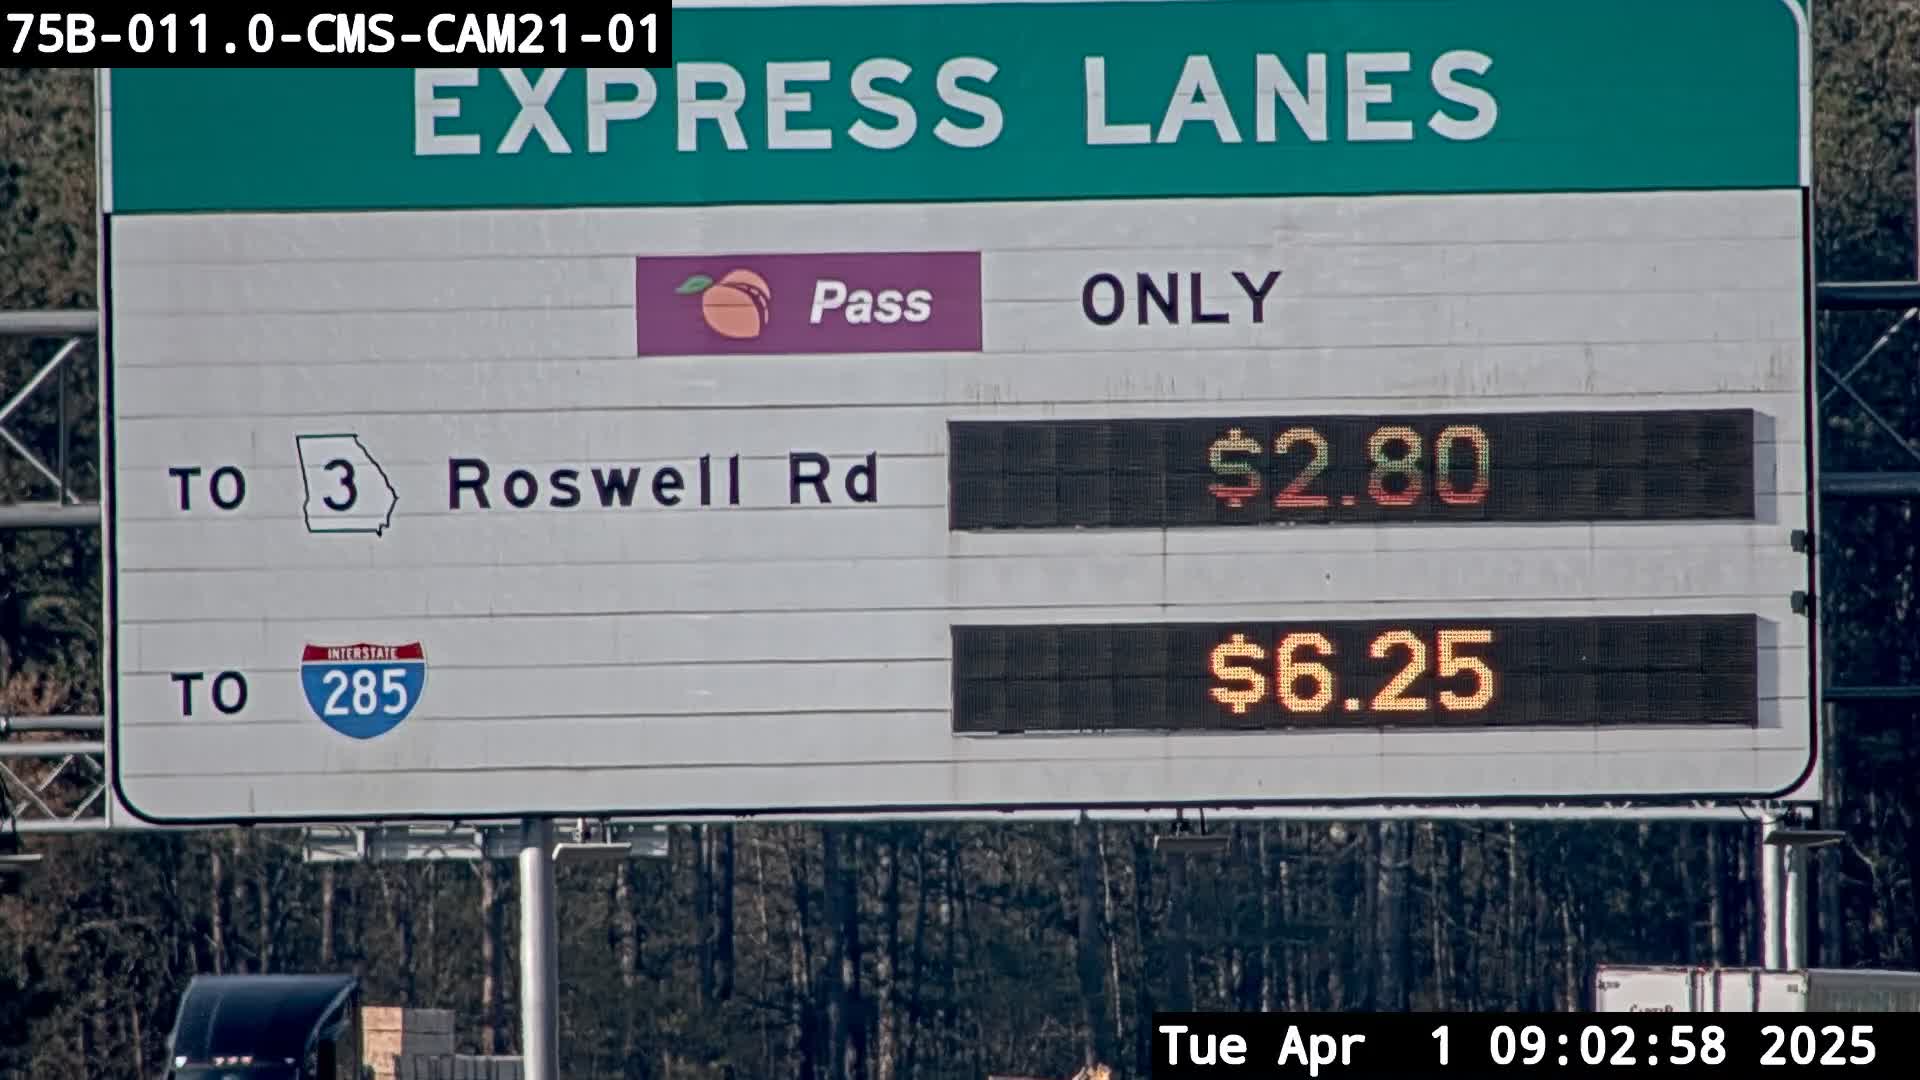 75B-011.0-CMS-CAM21-01
EXPRESS LANES
Pass ONLY
TO 3 Roswell Rd $2.80
TO INTERSTATE 285 $6.25
Tue Apr 1 09:02:58 2025